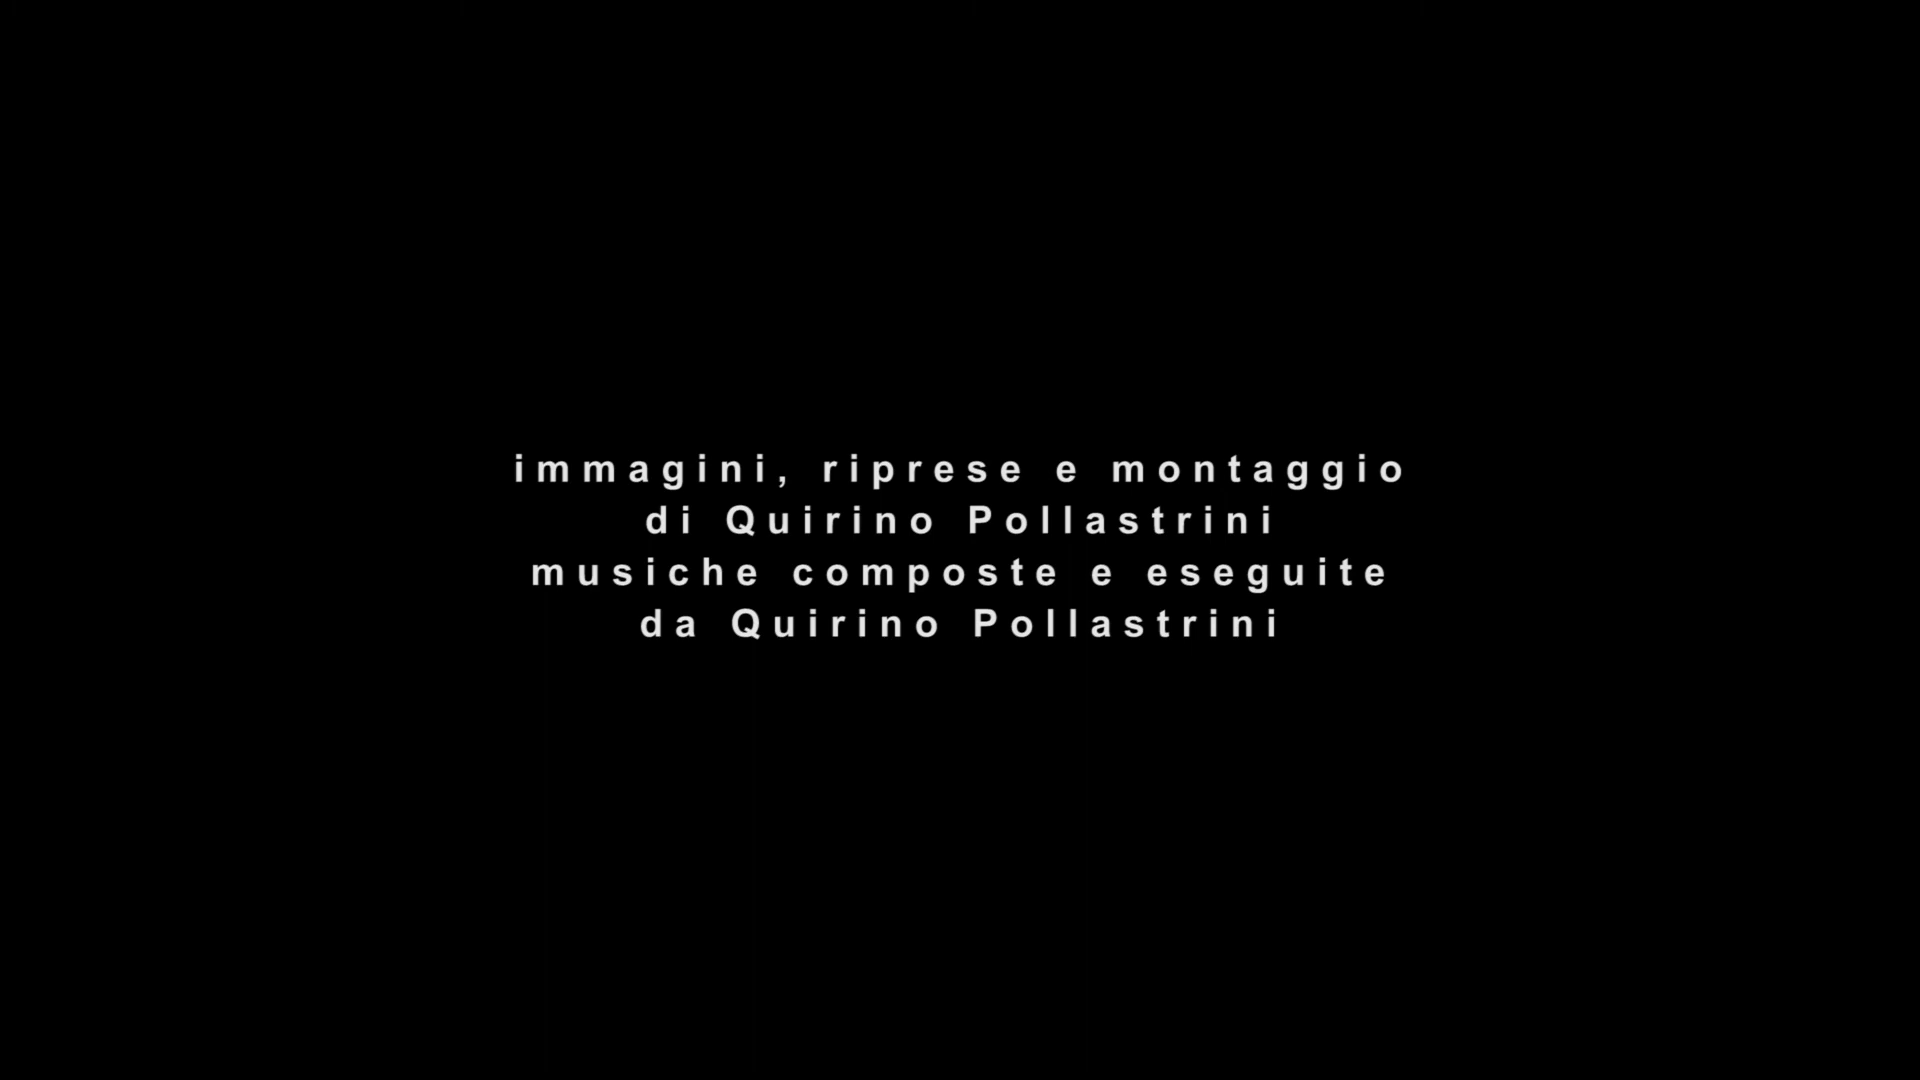 immagini, riprese e montaggio
di Quirino Pollastrini
musiche composte e eseguite
da Quirino Pollastrini